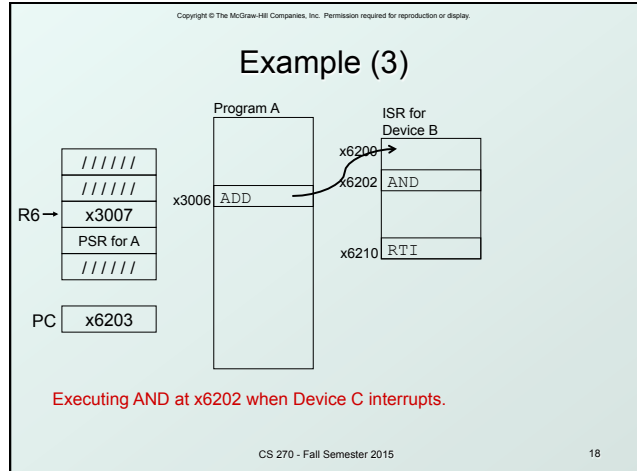 Copyright © The McGraw-Hill Companies, Inc. Permission required for reproduction or display.
Example (3)
Program A
ISR for
Device B
//////
//////
R6
x3007
PSR for A
//////
PC
x6203
x3006
ADD
x6200
x6202
AND
x6210
RTI
Executing AND at x6202 when Device C interrupts.
CS 270 - Fall Semester 2015
18